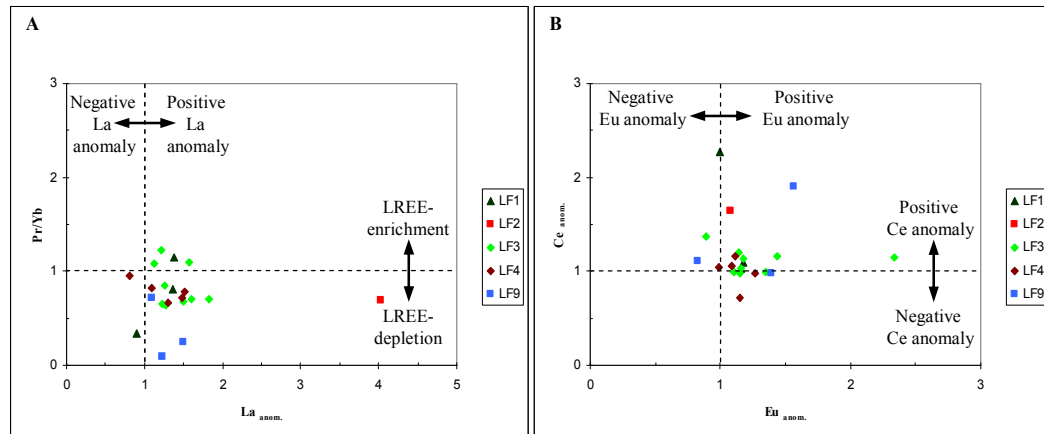 A
3
2
1
0
0
1
2
3
4
5
Pr/Yb
La anom.
Negative
La
anomaly
Positive
La
anomaly
LREE-
enrichment
LREE-
depletion
LF1
LF2
LF3
LF4
LF9
B
3
2
1
0
0
1
2
3
Ce anom.
Eu anom.
Negative
Eu anomaly
Positive
Eu anomaly
Positive
Ce anomaly
Negative
Ce anomaly
LF1
LF2
LF3
LF4
LF9